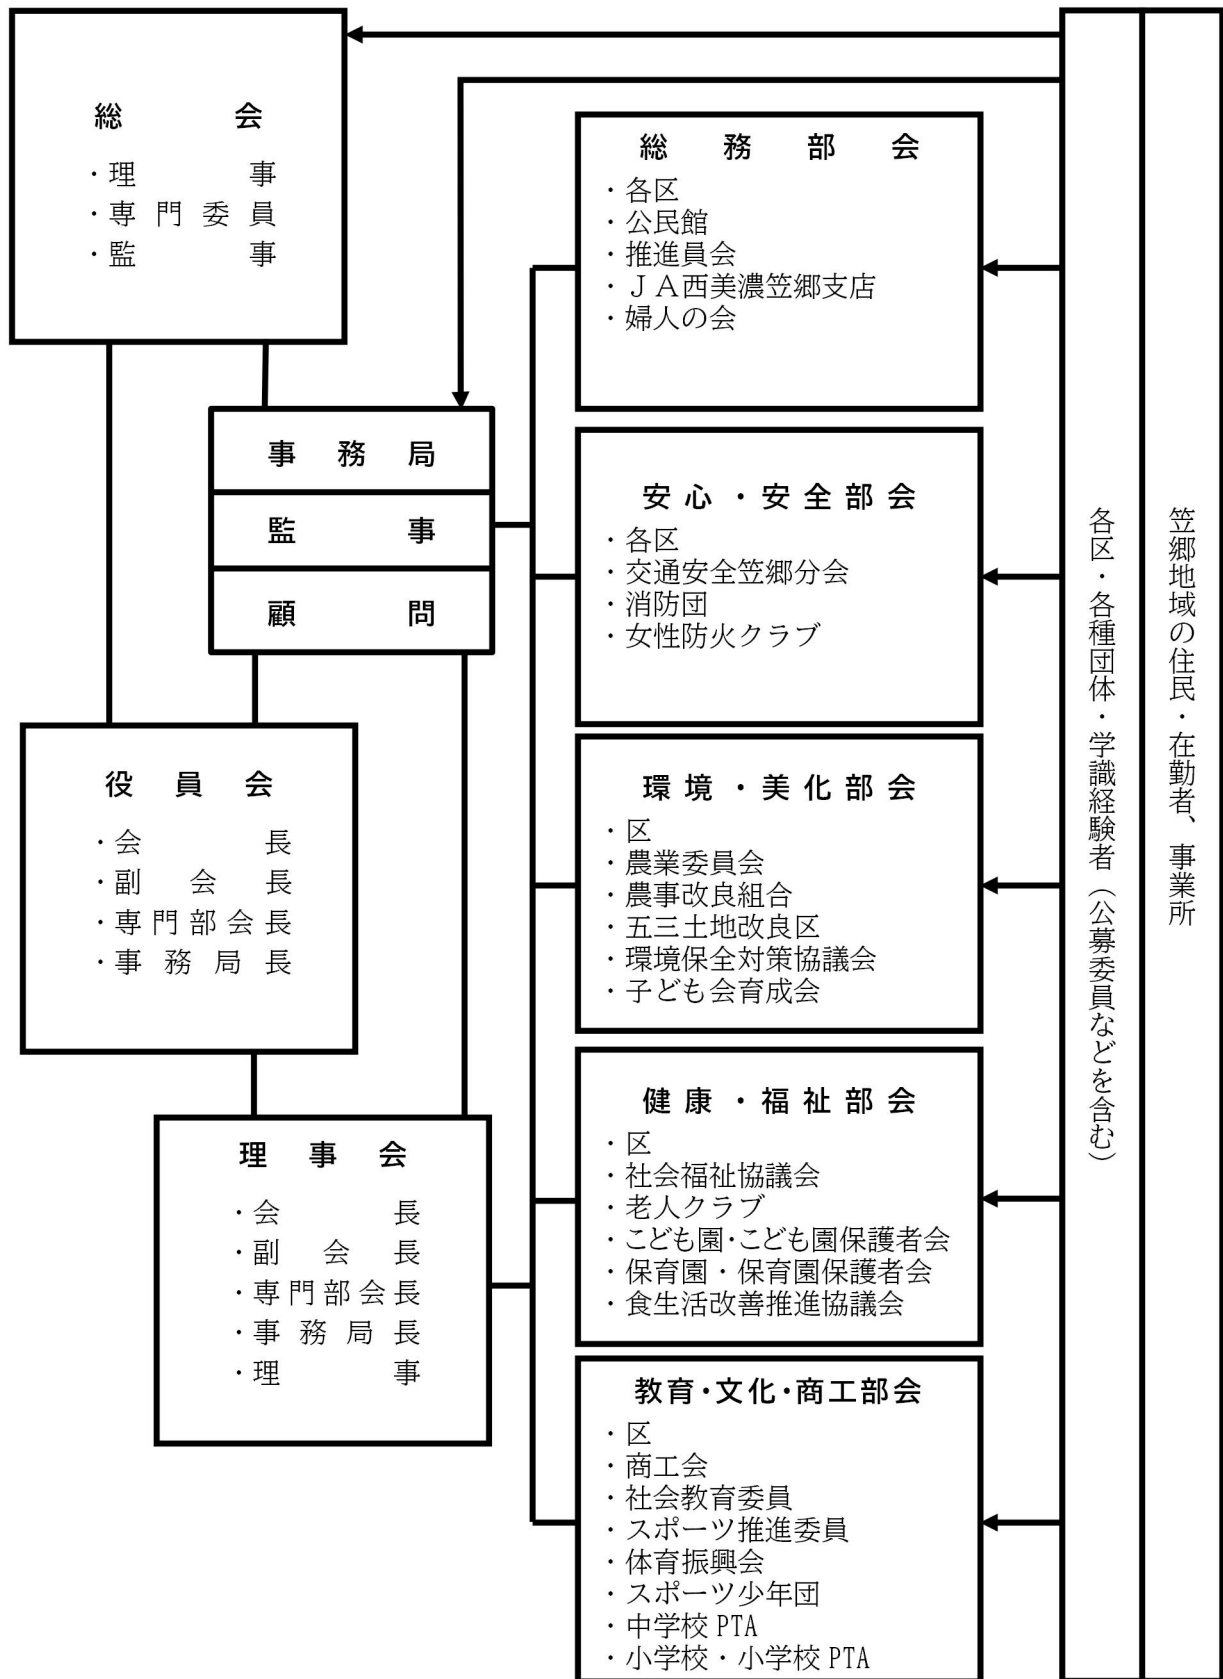 総会
・理事
・専門委員
・監事
事務局
監事
顧問
役員会
・会長
・副会長
・専門部会長
・事務局長
理事会
・会長
・副会長
・専門部会長
・事務局長
・理事
総務部会
・各区
・公民館
・推進員会
・ＪＡ西美濃笠郷支店
・婦人の会
安心・安全部会
・各区
・交通安全笠郷分会
・消防団
・女性防火クラブ
環境・美化部会
・区
・農業委員会
・農事改良組合
・五三土地改良区
・環境保全対策協議会
・子ども会育成会
健康・福祉部会
・区
・社会福祉協議会
・老人クラブ
・こども園・こども園保護者会
・保育園・保育園保護者会
・食生活改善推進協議会
教育・文化・商工部会
・区
・商工会
・社会教育委員
・スポーツ推進委員
・体育振興会
・スポーツ少年団
・中学校 PTA
・小学校・小学校 PTA
笠郷地域の住民・在勤者、事業所
各区・各種団体・学識経験者（公募委員などを含む）